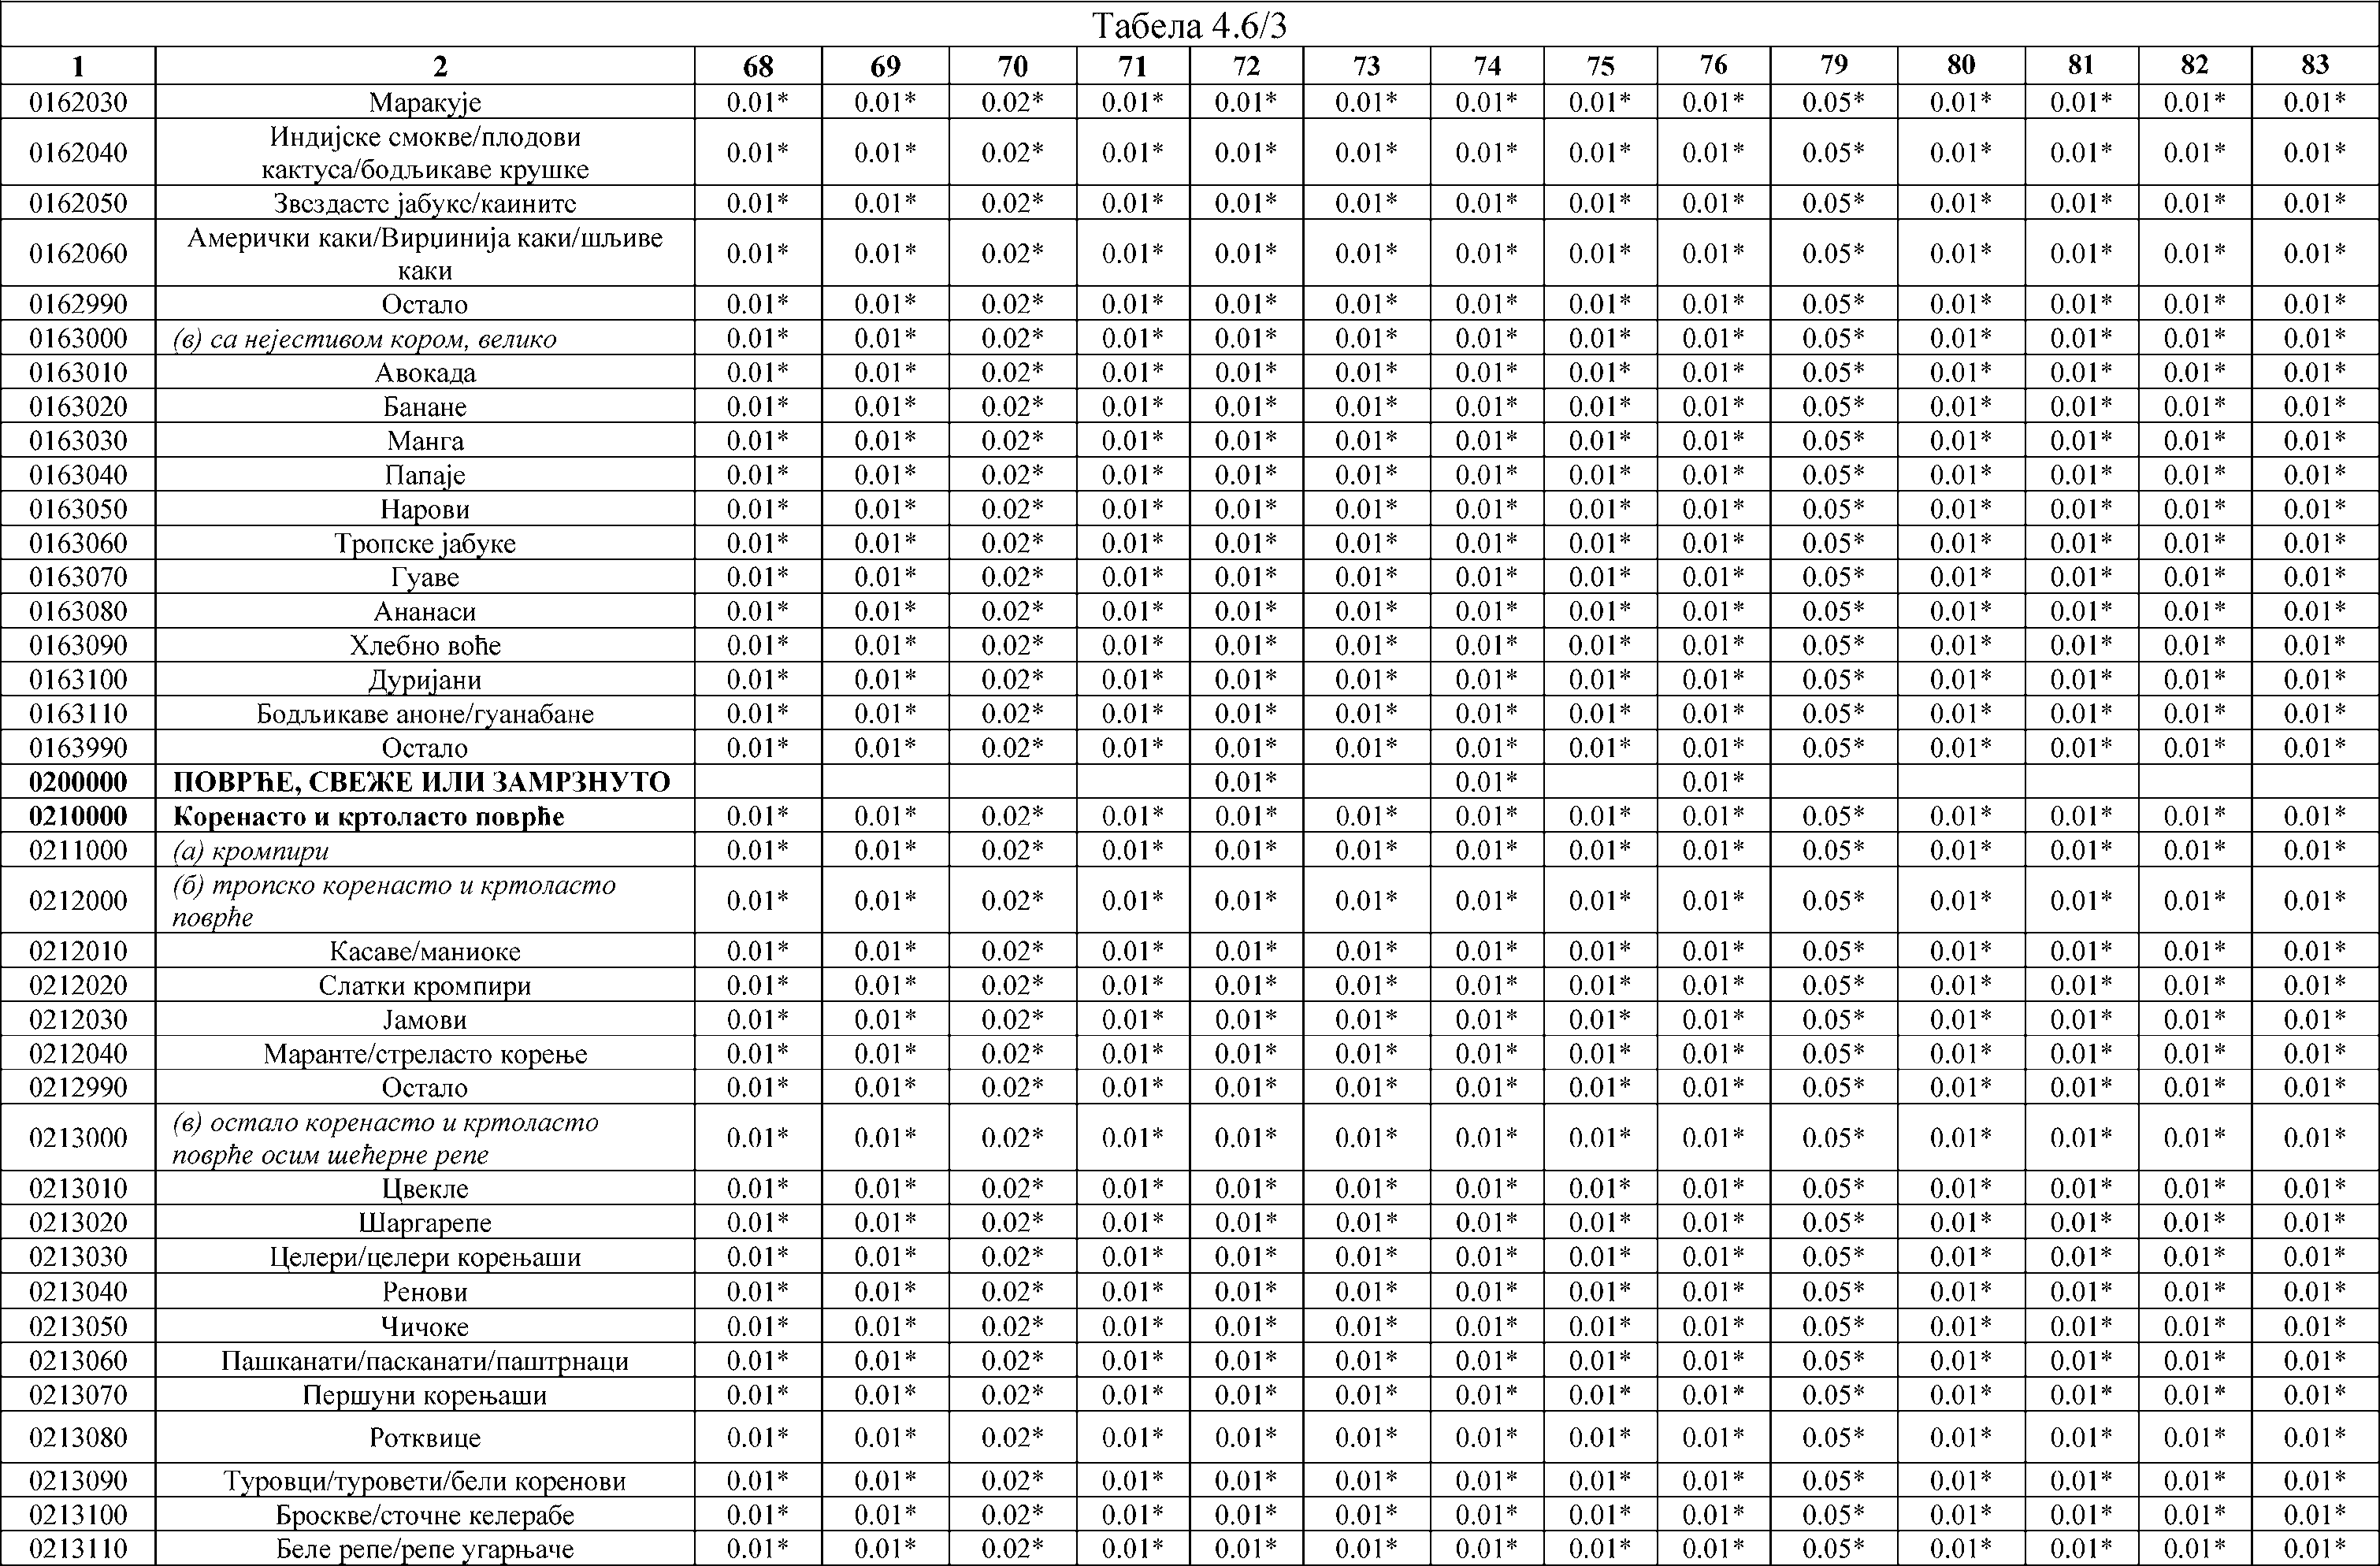 Табела 4.6/3
1 2 68 69 70 71 72 73 74 75 76 79 80 81 82 83
0162030 Маракује 0.01* 0.01* 0.02* 0.01* 0.01* 0.01* 0.01* 0.01* 0.01* 0.05* 0.01* 0.01* 0.01* 0.01*
Индијске смокве/плодови
0162040 кактуса/бодљикаве крушке 0.01* 0.01* 0.02* 0.01* 0.01* 0.01* 0.01* 0.01* 0.01* 0.05* 0.01* 0.01* 0.01* 0.01*
0162050 Звездасте јабуке/каините 0.01* 0.01* 0.02* 0.01* 0.01* 0.01* 0.01* 0.01* 0.01* 0.05* 0.01* 0.01* 0.01* 0.01*
Амерички каки/Вирџинија каки/шљиве
0162060 каки 0.01* 0.01* 0.02* 0.01* 0.01* 0.01* 0.01* 0.01* 0.01* 0.05* 0.01* 0.01* 0.01* 0.01*
0162990 Остало 0.01* 0.01* 0.02* 0.01* 0.01* 0.01* 0.01* 0.01* 0.01* 0.05* 0.01* 0.01* 0.01* 0.01*
0163000 (в) са нејестивом кором, велико 0.01* 0.01* 0.02* 0.01* 0.01* 0.01* 0.01* 0.01* 0.01* 0.05* 0.01* 0.01* 0.01* 0.01*
0163010 Авокада 0.01* 0.01* 0.02* 0.01* 0.01* 0.01* 0.01* 0.01* 0.01* 0.05* 0.01* 0.01* 0.01* 0.01*
0163020 Банане 0.01* 0.01* 0.02* 0.01* 0.01* 0.01* 0.01* 0.01* 0.01* 0.05* 0.01* 0.01* 0.01* 0.01*
0163030 Манга 0.01* 0.01* 0.02* 0.01* 0.01* 0.01* 0.01* 0.01* 0.01* 0.05* 0.01* 0.01* 0.01* 0.01*
0163040 Папаје 0.01* 0.01* 0.02* 0.01* 0.01* 0.01* 0.01* 0.01* 0.01* 0.05* 0.01* 0.01* 0.01* 0.01*
0163050 Нарови 0.01* 0.01* 0.02* 0.01* 0.01* 0.01* 0.01* 0.01* 0.01* 0.05* 0.01* 0.01* 0.01* 0.01*
0163060 Тропске јабуке 0.01* 0.01* 0.02* 0.01* 0.01* 0.01* 0.01* 0.01* 0.01* 0.05* 0.01* 0.01* 0.01* 0.01*
0163070 Гуаве 0.01* 0.01* 0.02* 0.01* 0.01* 0.01* 0.01* 0.01* 0.01* 0.05* 0.01* 0.01* 0.01* 0.01*
0163080 Ананаси 0.01* 0.01* 0.02* 0.01* 0.01* 0.01* 0.01* 0.01* 0.01* 0.05* 0.01* 0.01* 0.01* 0.01*
0163090 Хлебно воће 0.01* 0.01* 0.02* 0.01* 0.01* 0.01* 0.01* 0.01* 0.01* 0.05* 0.01* 0.01* 0.01* 0.01*
0163100 Дуријани 0.01* 0.01* 0.02* 0.01* 0.01* 0.01* 0.01* 0.01* 0.01* 0.05* 0.01* 0.01* 0.01* 0.01*
0163110 Бодљикаве аноне/гуанабане 0.01* 0.01* 0.02* 0.01* 0.01* 0.01* 0.01* 0.01* 0.01* 0.05* 0.01* 0.01* 0.01* 0.01*
0163990 Остало 0.01* 0.01* 0.02* 0.01* 0.01* 0.01* 0.01* 0.01* 0.01* 0.05* 0.01* 0.01* 0.01* 0.01*
0200000 ПОВРЋЕ, СВЕЖЕ ИЛИ ЗАМРЗНУТО 0.01* 0.01* 0.01*
0210000 Коренасто и кртоласто поврће 0.01* 0.01* 0.02* 0.01* 0.01* 0.01* 0.01* 0.01* 0.01* 0.05* 0.01* 0.01* 0.01* 0.01*
0211000 (а) кромпири 0.01* 0.01* 0.02* 0.01* 0.01* 0.01* 0.01* 0.01* 0.01* 0.05* 0.01* 0.01* 0.01* 0.01*
(б) тропско коренасто и кртоласто
0212000 поврће 0.01* 0.01* 0.02* 0.01* 0.01* 0.01* 0.01* 0.01* 0.01* 0.05* 0.01* 0.01* 0.01* 0.01*
0212010 Касаве/маниоке 0.01* 0.01* 0.02* 0.01* 0.01* 0.01* 0.01* 0.01* 0.01* 0.05* 0.01* 0.01* 0.01* 0.01*
0212020 Слатки кромпири 0.01* 0.01* 0.02* 0.01* 0.01* 0.01* 0.01* 0.01* 0.01* 0.05* 0.01* 0.01* 0.01* 0.01*
0212030 Јамови 0.01* 0.01* 0.02* 0.01* 0.01* 0.01* 0.01* 0.01* 0.01* 0.05* 0.01* 0.01* 0.01* 0.01*
0212040 Маранте/стреласто корење 0.01* 0.01* 0.02* 0.01* 0.01* 0.01* 0.01* 0.01* 0.01* 0.05* 0.01* 0.01* 0.01* 0.01*
0212990 Остало 0.01* 0.01* 0.02* 0.01* 0.01* 0.01* 0.01* 0.01* 0.01* 0.05* 0.01* 0.01* 0.01* 0.01*
(в) остало коренасто и кртоласто
0213000 поврће осим шећерне репе 0.01* 0.01* 0.02* 0.01* 0.01* 0.01* 0.01* 0.01* 0.01* 0.05* 0.01* 0.01* 0.01* 0.01*
0213010 Цвекле 0.01* 0.01* 0.02* 0.01* 0.01* 0.01* 0.01* 0.01* 0.01* 0.05* 0.01* 0.01* 0.01* 0.01*
0213020 Шаргарепе 0.01* 0.01* 0.02* 0.01* 0.01* 0.01* 0.01* 0.01* 0.01* 0.05* 0.01* 0.01* 0.01* 0.01*
0213030 Целери/целери корењаши 0.01* 0.01* 0.02* 0.01* 0.01* 0.01* 0.01* 0.01* 0.01* 0.05* 0.01* 0.01* 0.01* 0.01*
0213040 Ренови 0.01* 0.01* 0.02* 0.01* 0.01* 0.01* 0.01* 0.01* 0.01* 0.05* 0.01* 0.01* 0.01* 0.01*
0213050 Чичоке 0.01* 0.01* 0.02* 0.01* 0.01* 0.01* 0.01* 0.01* 0.01* 0.05* 0.01* 0.01* 0.01* 0.01*
0213060 Пашканати/пасканати/паштрнаци 0.01* 0.01* 0.02* 0.01* 0.01* 0.01* 0.01* 0.01* 0.01* 0.05* 0.01* 0.01* 0.01* 0.01*
0213070 Першуни корењаши 0.01* 0.01* 0.02* 0.01* 0.01* 0.01* 0.01* 0.01* 0.01* 0.05* 0.01* 0.01* 0.01* 0.01*
0213080 Ротквице 0.01* 0.01* 0.02* 0.01* 0.01* 0.01* 0.01* 0.01* 0.01* 0.05* 0.01* 0.01* 0.01* 0.01*
0213090 Туровци/туровети/бели коренови 0.01* 0.01* 0.02* 0.01* 0.01* 0.01* 0.01* 0.01* 0.01* 0.05* 0.01* 0.01* 0.01* 0.01*
0213100 Броскве/сточне келерабе 0.01* 0.01* 0.02* 0.01* 0.01* 0.01* 0.01* 0.01* 0.01* 0.05* 0.01* 0.01* 0.01* 0.01*
0213110 Беле репе/репе угарњаче 0.01* 0.01* 0.02* 0.01* 0.01* 0.01* 0.01* 0.01* 0.01* 0.05* 0.01* 0.01* 0.01* 0.01*